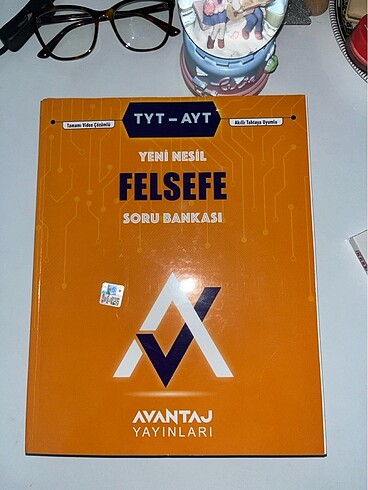 TYT – AYT
Tamamı Video Çözümlü
Akıllı Tahtaya Uyumlu
YENİ NESİL
FELSEFE
SORU BANKASI
AVANTAJ
YAYINLARI